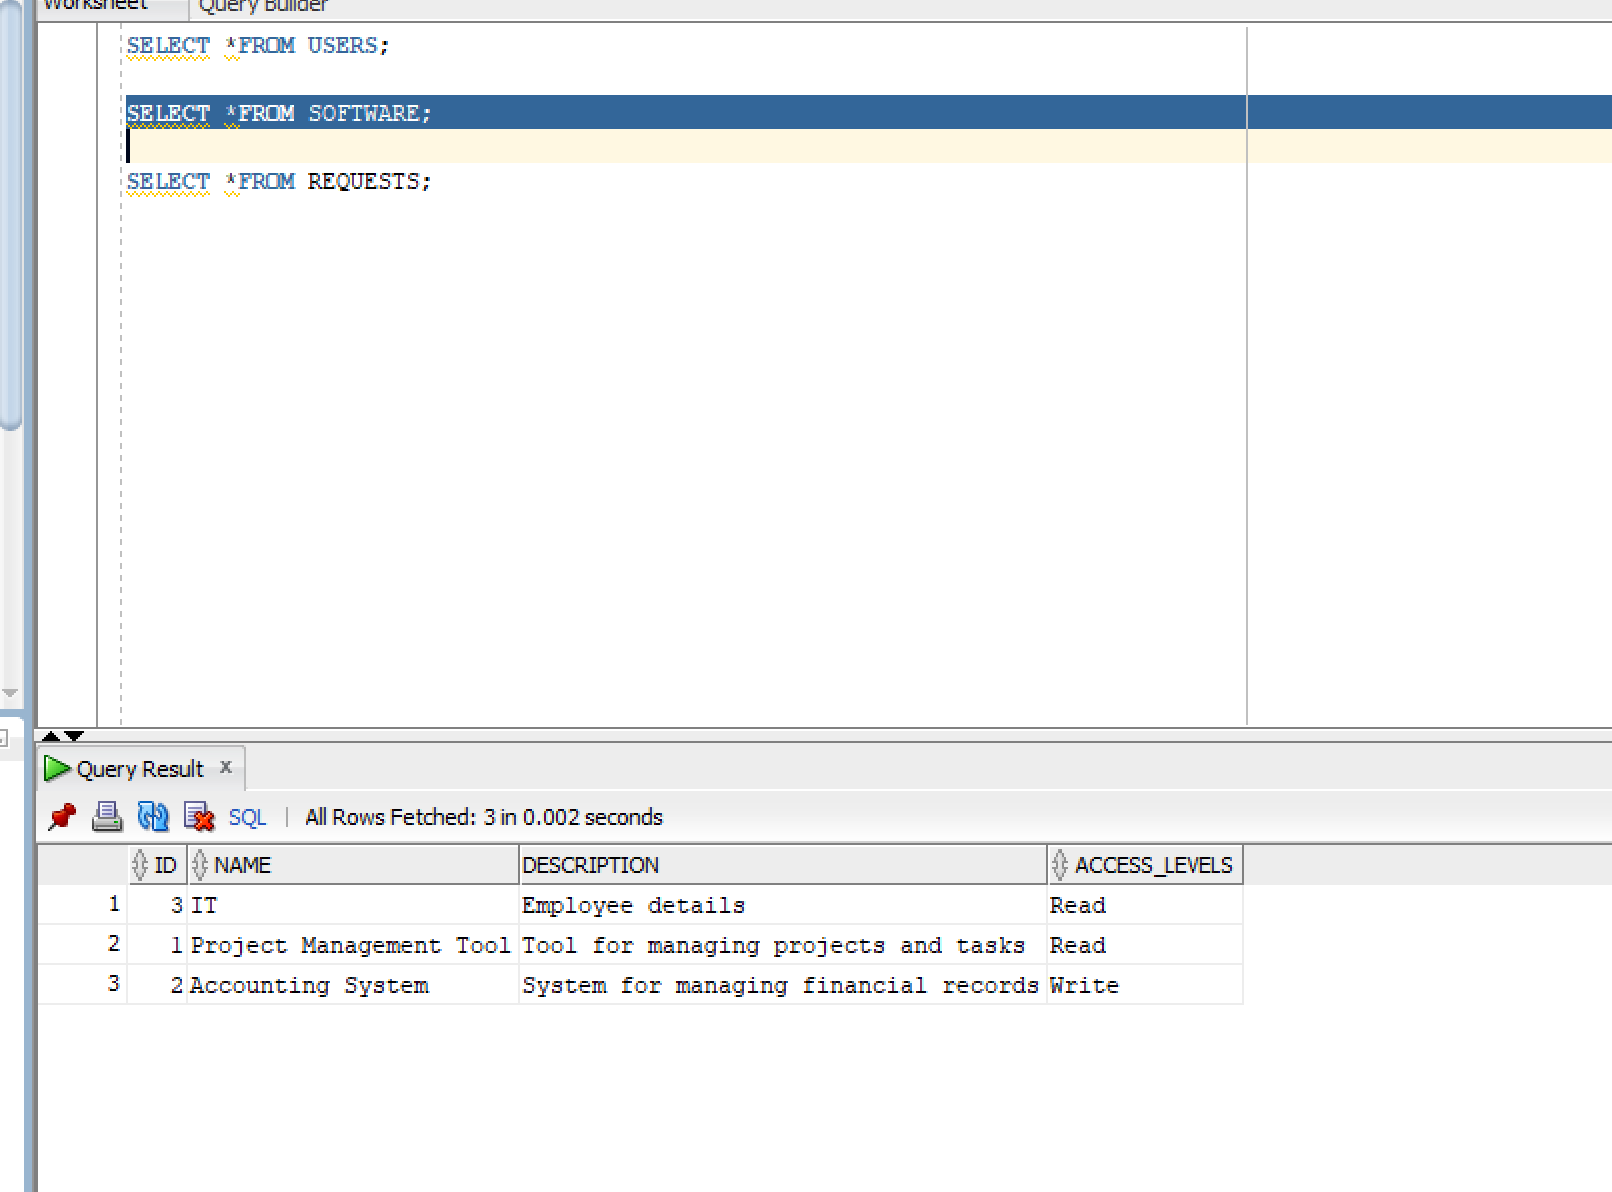 Worksheet Query Builder
SELECT *FROM USERS;
SELECT *FROM SOFTWARE;
SELECT *FROM REQUESTS;
Query Result x
SQL | All Rows Fetched: 3 in 0.002 seconds
ID NAME DESCRIPTION ACCESS_LEVELS
1 3 IT Employee details Read
2 1 Project Management Tool Tool for managing projects and tasks Read
3 2 Accounting System System for managing financial records Write